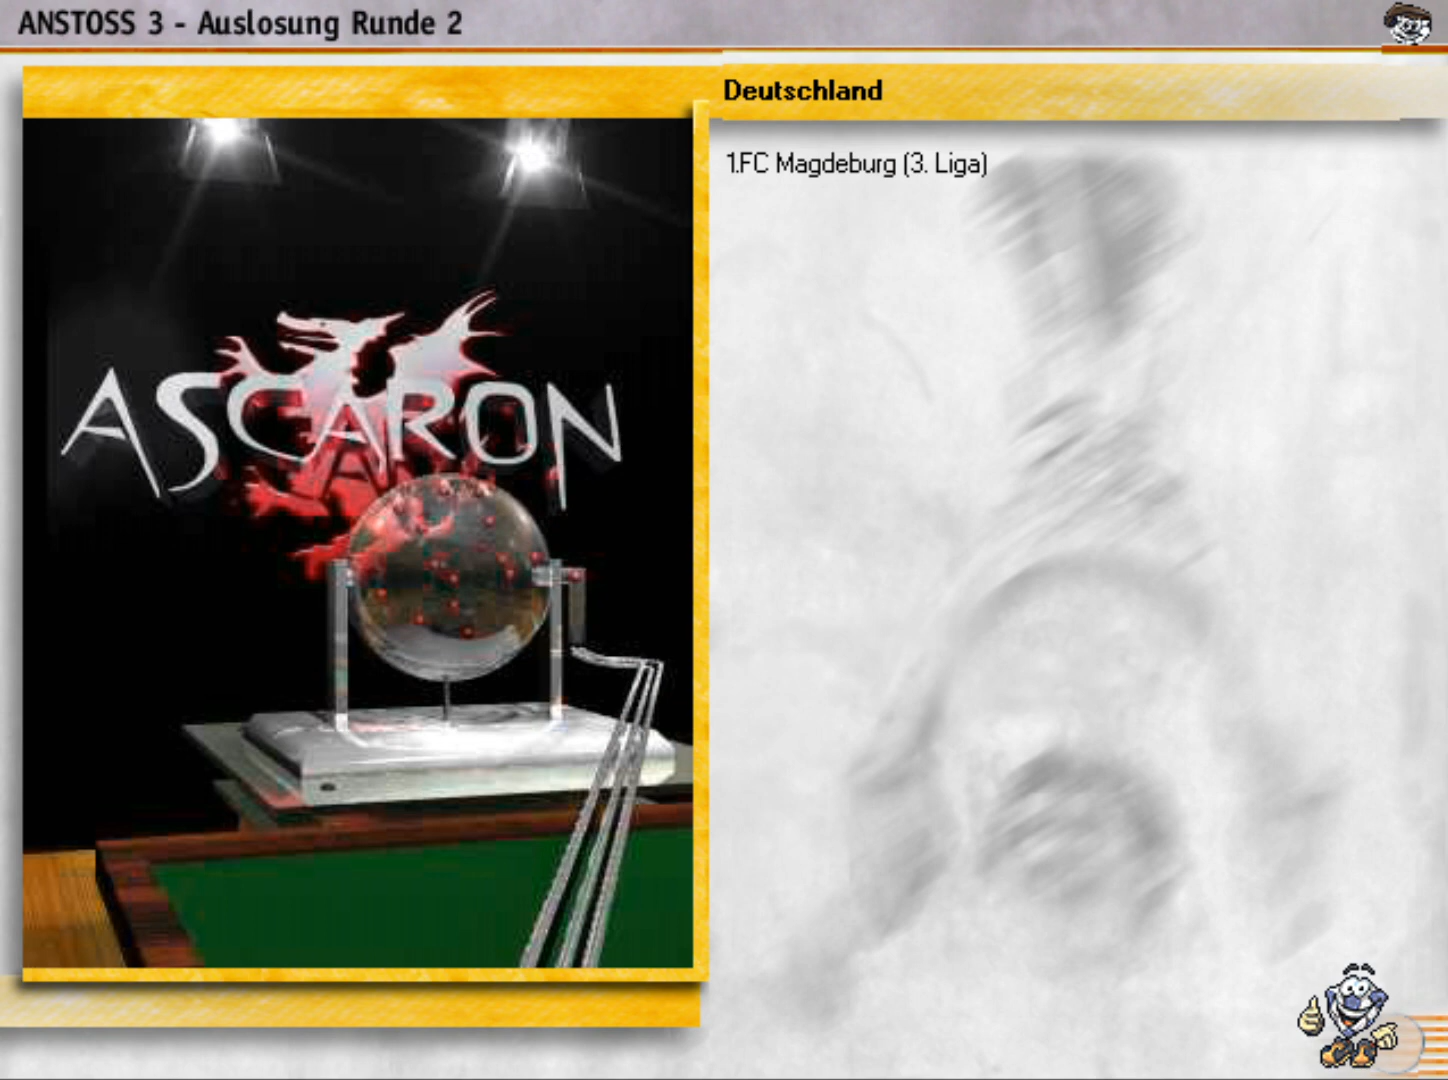 ANSTOSS 3 - Auslosung Runde 2
Deutschland
1.FC Magdeburg (3. Liga)
ASCARON